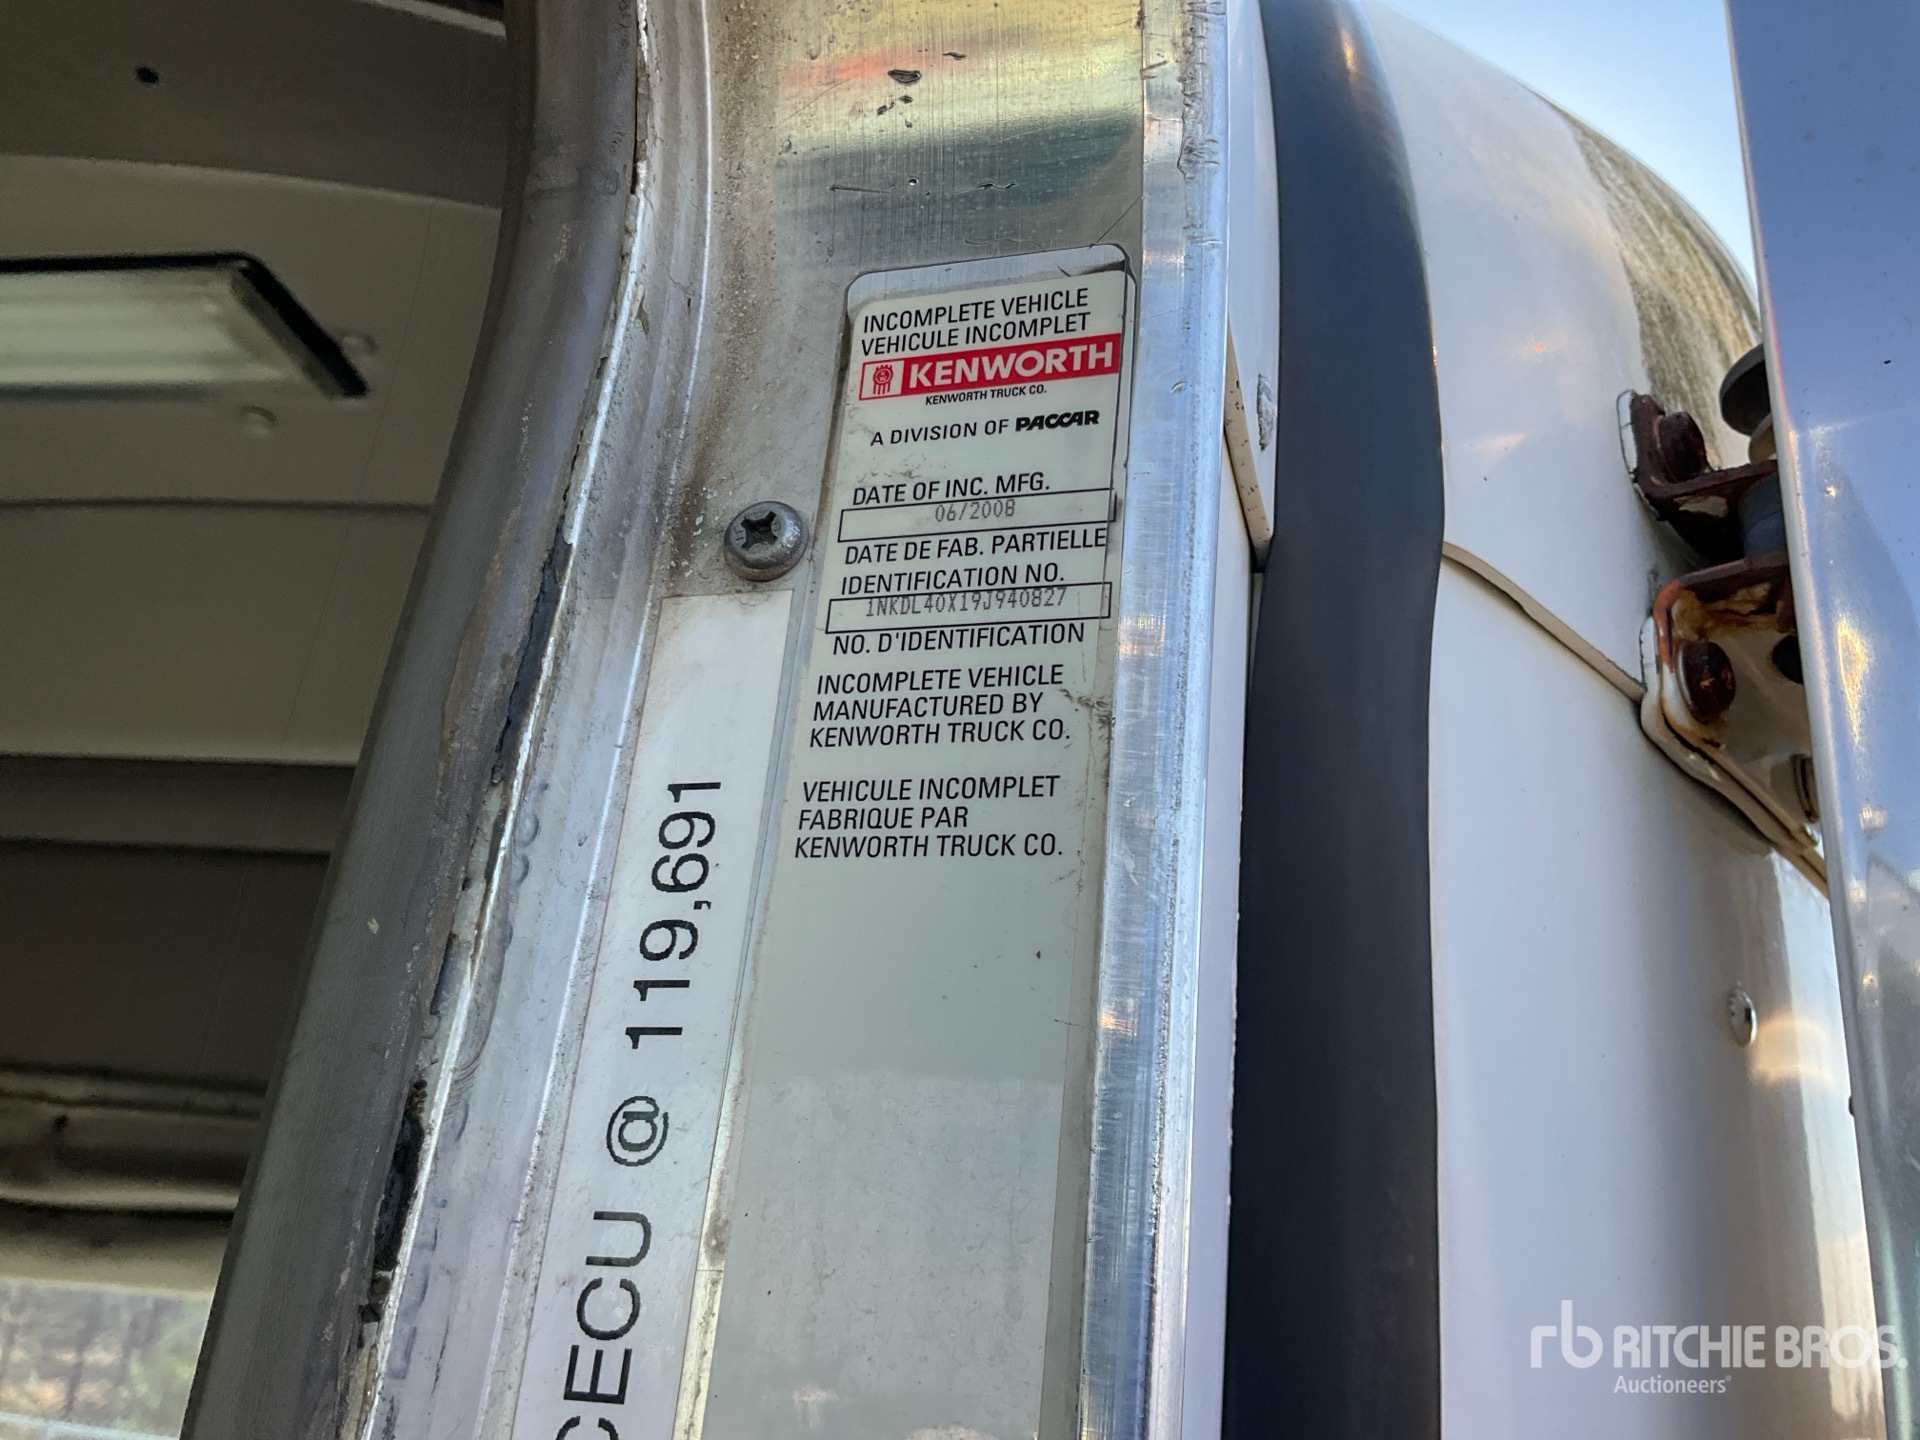 INCOMPLETE VEHICLE
VEHICULE INCOMPLET
KENWORTH
KENWORTH TRUCK CO.
A DIVISION OF PACCAR
DATE OF INC. MFG.
06/2008
DATE DE FAB. PARTIELLE
IDENTIFICATION NO.
1NKDL40X19J940827
NO. D'IDENTIFICATION
INCOMPLETE VEHICLE
MANUFACTURED BY
KENWORTH TRUCK CO.
VEHICULE INCOMPLET
FABRIQUE PAR
KENWORTH TRUCK CO.
CECU @ 119,691
rb RITCHIE BROS.
Auctioneers